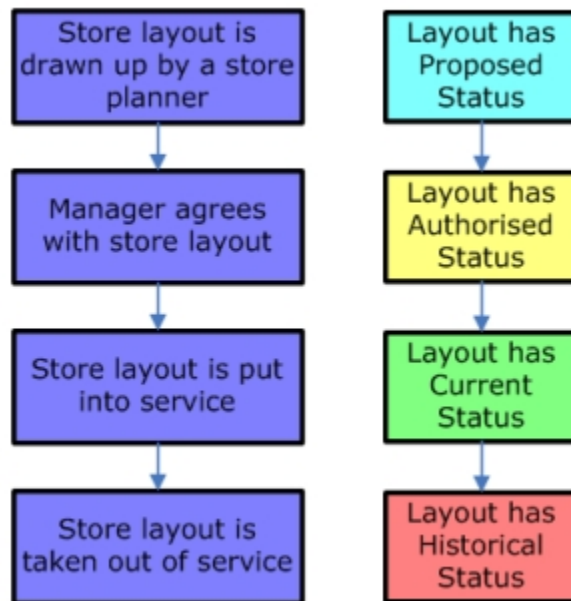 Store layout is
drawn up by a store
planner
Layout has
Proposed
Status
Manager agrees
with store layout
Layout has
Authorised
Status
Store layout is put
into service
Layout has
Current
Status
Store layout is
taken out of service
Layout has
Historical
Status